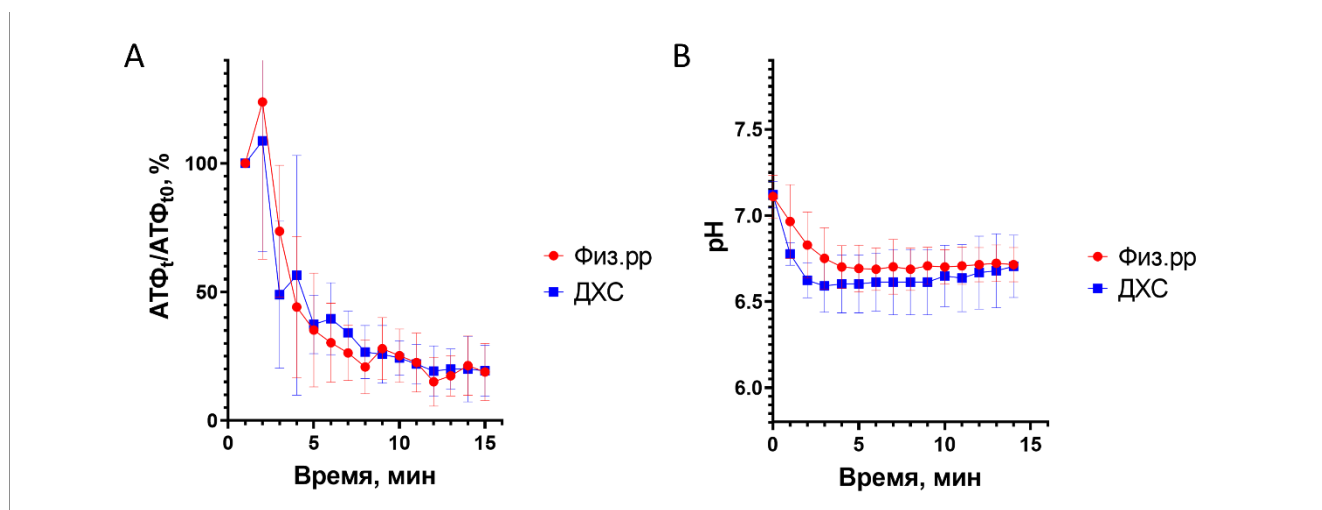 A
АТФt/АТФt0, %
100
50
0
0
5
10
15
Время, мин
Физ.рр
ДХС
B
pH
7.5
7.0
6.5
6.0
0
5
10
15
Время, мин
Физ.рр
ДХС